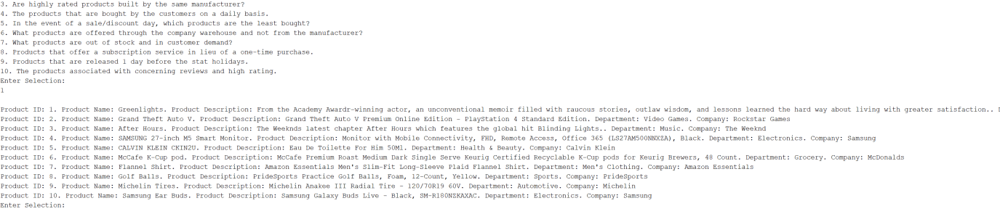 3. Are highly rated products built by the same manufacturer?
4. The products that are bought by the customers on a daily basis.
5. In the event of a sale/discount day, which products are the least bought?
6. What products are offered through the company warehouse and not from the manufacturer?
7. What products are out of stock and in customer demand?
8. Products that offer a subscription service in lieu of a one-time purchase.
9. Products that are released 1 day before the stat holidays.
10. The products associated with concerning reviews and high rating.
Enter Selection:
1
Product ID: 1. Product Name: Greenlights. Product Description: From the Academy Awardr-winning actor, an unconventional memoir filled with raucous stories, outlaw wisdom, and lessons learned the hard way about living with greater satisfaction..
Product ID: 2. Product Name: Grand Theft Auto V. Product Description: Grand Theft Auto V Premium Online Edition - PlayStation 4 Standard Edition. Department: Video Games. Company: Rockstar Games
Product ID: 3. Product Name: After Hours. Product Description: The Weeknds latest chapter After Hours which features the global hit Blinding Lights.. Department: Music. Company: The Weeknd
Product ID: 4. Product Name: SAMSUNG 27-inch M5 Smart Monitor. Product Description: Monitor with Mobile Connectivity, FHD, Remote Access, Office 365 (LS27AM500NNXZA), Black. Department: Electronics. Company: Samsung
Product ID: 5. Product Name: CALVIN KLEIN CKIN2U. Product Description: Eau De Toilette For Him 50Ml. Department: Health & Beauty. Company: Calvin Klein
Product ID: 6. Product Name: McCafe K-Cup pod. Product Description: McCafe Premium Roast Medium Dark Single Serve Keurig Certified Recyclable K-Cup pods for Keurig Brewers, 48 Count. Department: Grocery. Company: McDonalds
Product ID: 7. Product Name: Flannel Shirt. Product Description: Amazon Essentials Men's Slim-Fit Long-Sleeve Plaid Flannel Shirt. Department: Men's Clothing. Company: Amazon Essentials
Product ID: 8. Product Name: Golf Balls. Product Description: PrideSports Practice Golf Balls, Foam, 12-Count, Yellow. Department: Sports. Company: PrideSports
Product ID: 9. Product Name: Michelin Tires. Product Description: Michelin Anakee III Radial Tire - 120/70R19 60V. Department: Automotive. Company: Michelin
Product ID: 10. Product Name: Samsung Ear Buds. Product Description: Samsung Galaxy Buds Live - Black, SM-R180NZKAXAC. Department: Electronics. Company: Samsung
Enter Selection: